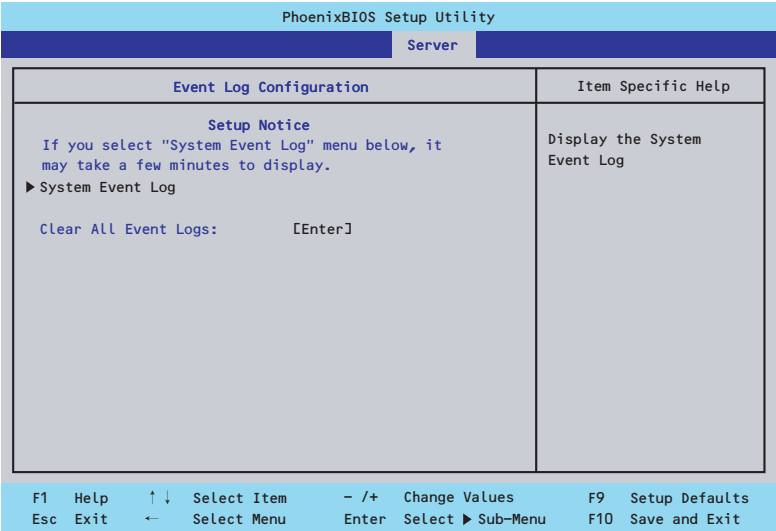 PhoenixBIOS Setup Utility
Server
Event Log Configuration
Item Specific Help
Setup Notice
If you select "System Event Log" menu below, it
may take a few minutes to display.
▶ System Event Log
Clear All Event Logs: [Enter]
Display the System
Event Log
F1 Help ↑↓ Select Item - /+ Change Values F9 Setup Defaults
Esc Exit ← Select Menu Enter Select ▶ Sub-Menu F10 Save and Exit